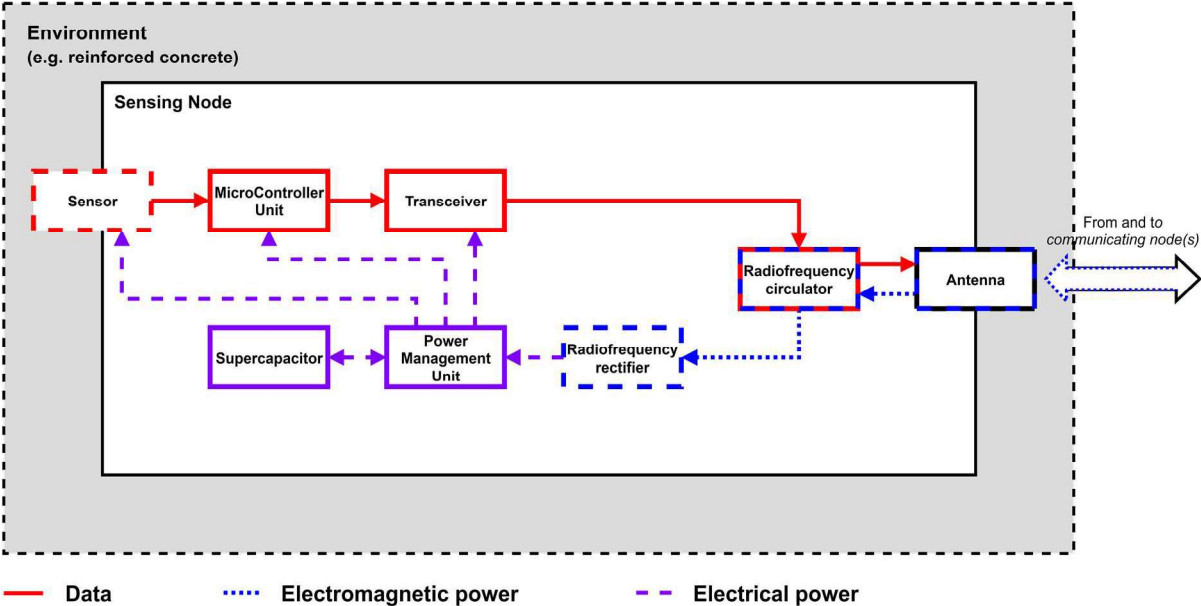 Environment
(e.g. reinforced concrete)
Sensing Node
Sensor
MicroController
Unit
Transceiver
From and to
communicating node(s)
Radiofrequency
circulator
Antenna
Supercapacitor
Power
Management
Unit
Radiofrequency
rectifier
Data
Electromagnetic power
Electrical power